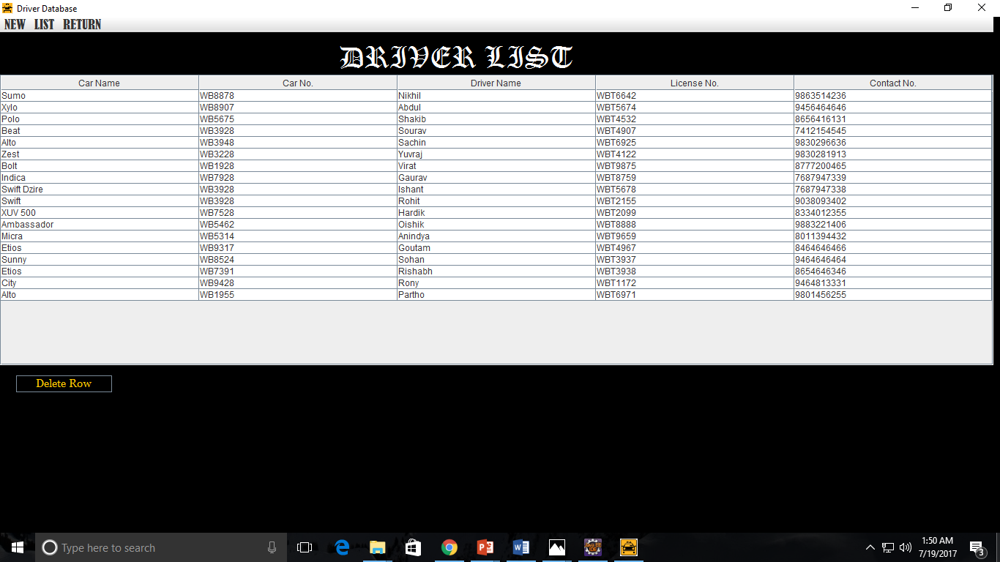 Driver Database
NEW LIST RETURN
DRIVER LIST
Car Name Car No. Driver Name License No. Contact No.
Sumo WB8878 Nikhil WBT6642 9863514236
Xylo WB8907 Abdul WBT5674 9456464646
Polo WB5675 Shakib WBT4532 8656416131
Beat WB3928 Sourav WBT4907 7412154545
Alto WB3948 Sachin WBT6925 9830296636
Zest WB3228 Yuvraj WBT4122 9830281913
Bolt WB1928 Virat WBT9875 8777200465
Indica WB7928 Gaurav WBT8759 7687947339
Swift Dzire WB3928 Ishant WBT5678 7687947338
Swift WB3928 Rohit WBT2155 9038093402
XUV 500 WB7528 Hardik WBT2099 8334012355
Ambassador WB5462 Oishik WBT8888 9883221406
Micra WB5314 Anindya WBT9659 8011394432
Etios WB9317 Goutam WBT4967 8464646466
Sunny WB8524 Sohan WBT3937 9464646464
Etios WB7391 Rishabh WBT3938 8654646346
City WB9428 Rony WBT1172 9464813331
Alto WB1955 Partho WBT6971 9801456255
Delete Row
Type here to search
1:50 AM
7/19/2017
3